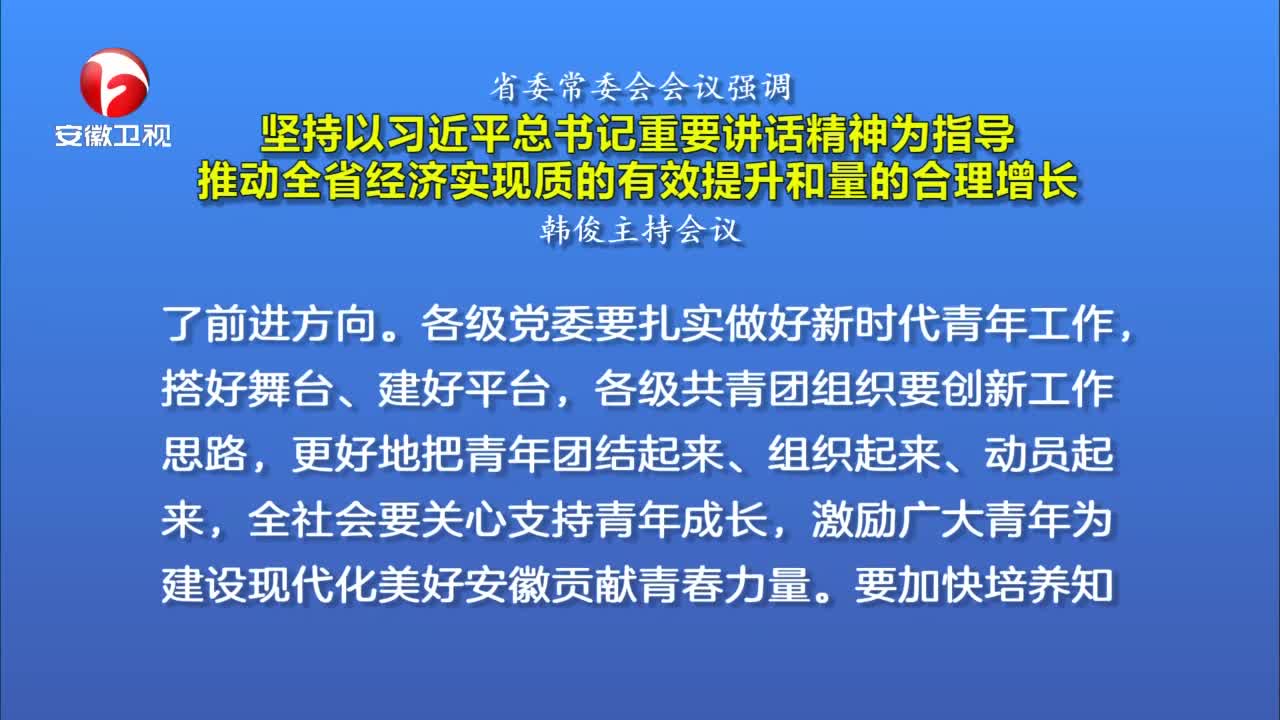 安徽卫视
省委常委会会议强调
坚持以习近平总书记重要讲话精神为指导
推动全省经济实现质的有效提升和量的合理增长
韩俊主持会议
了前进方向。各级党委要扎实做好新时代青年工作，
搭好舞台、建好平台，各级共青团组织要创新工作
思路，更好地把青年团结起来、组织起来、动员起
来，全社会要关心支持青年成长，激励广大青年为
建设现代化美好安徽贡献青春力量。要加快培养知